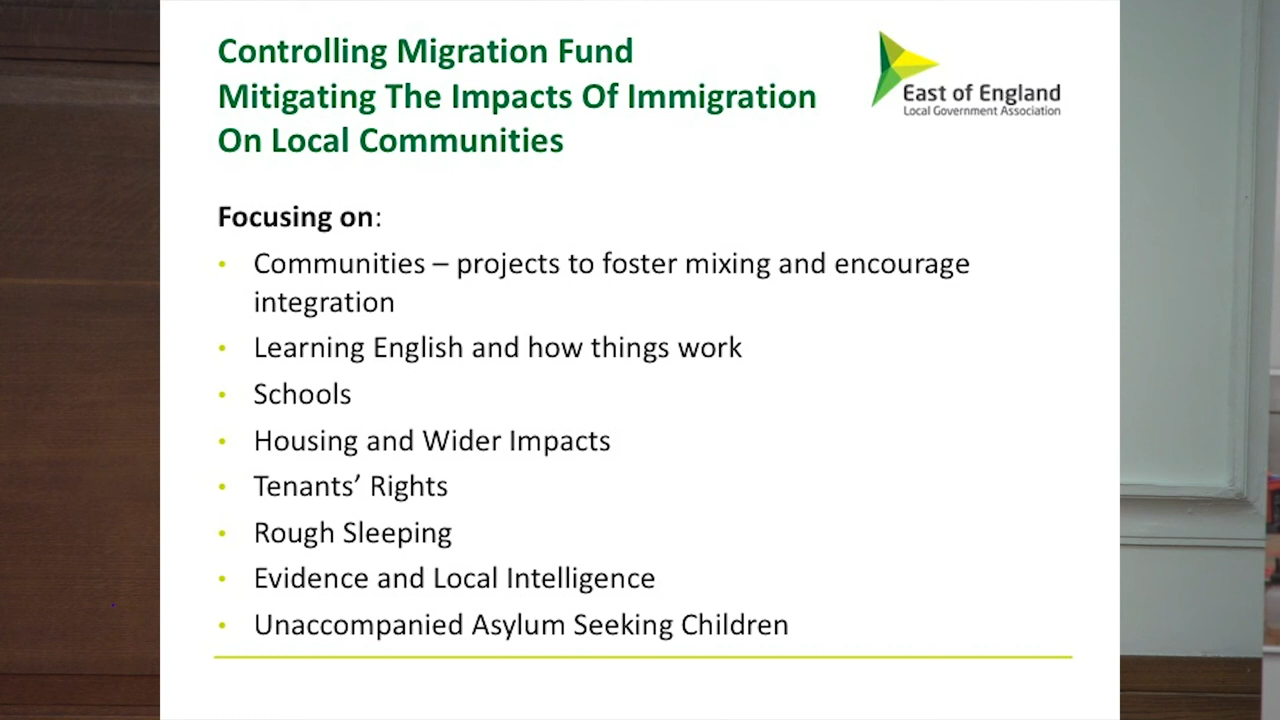 Controlling Migration Fund
Mitigating The Impacts Of Immigration
On Local Communities
East of England
Local Government Association
Focusing on:
• Communities – projects to foster mixing and encourage
integration
• Learning English and how things work
• Schools
• Housing and Wider Impacts
• Tenants’ Rights
• Rough Sleeping
• Evidence and Local Intelligence
• Unaccompanied Asylum Seeking Children